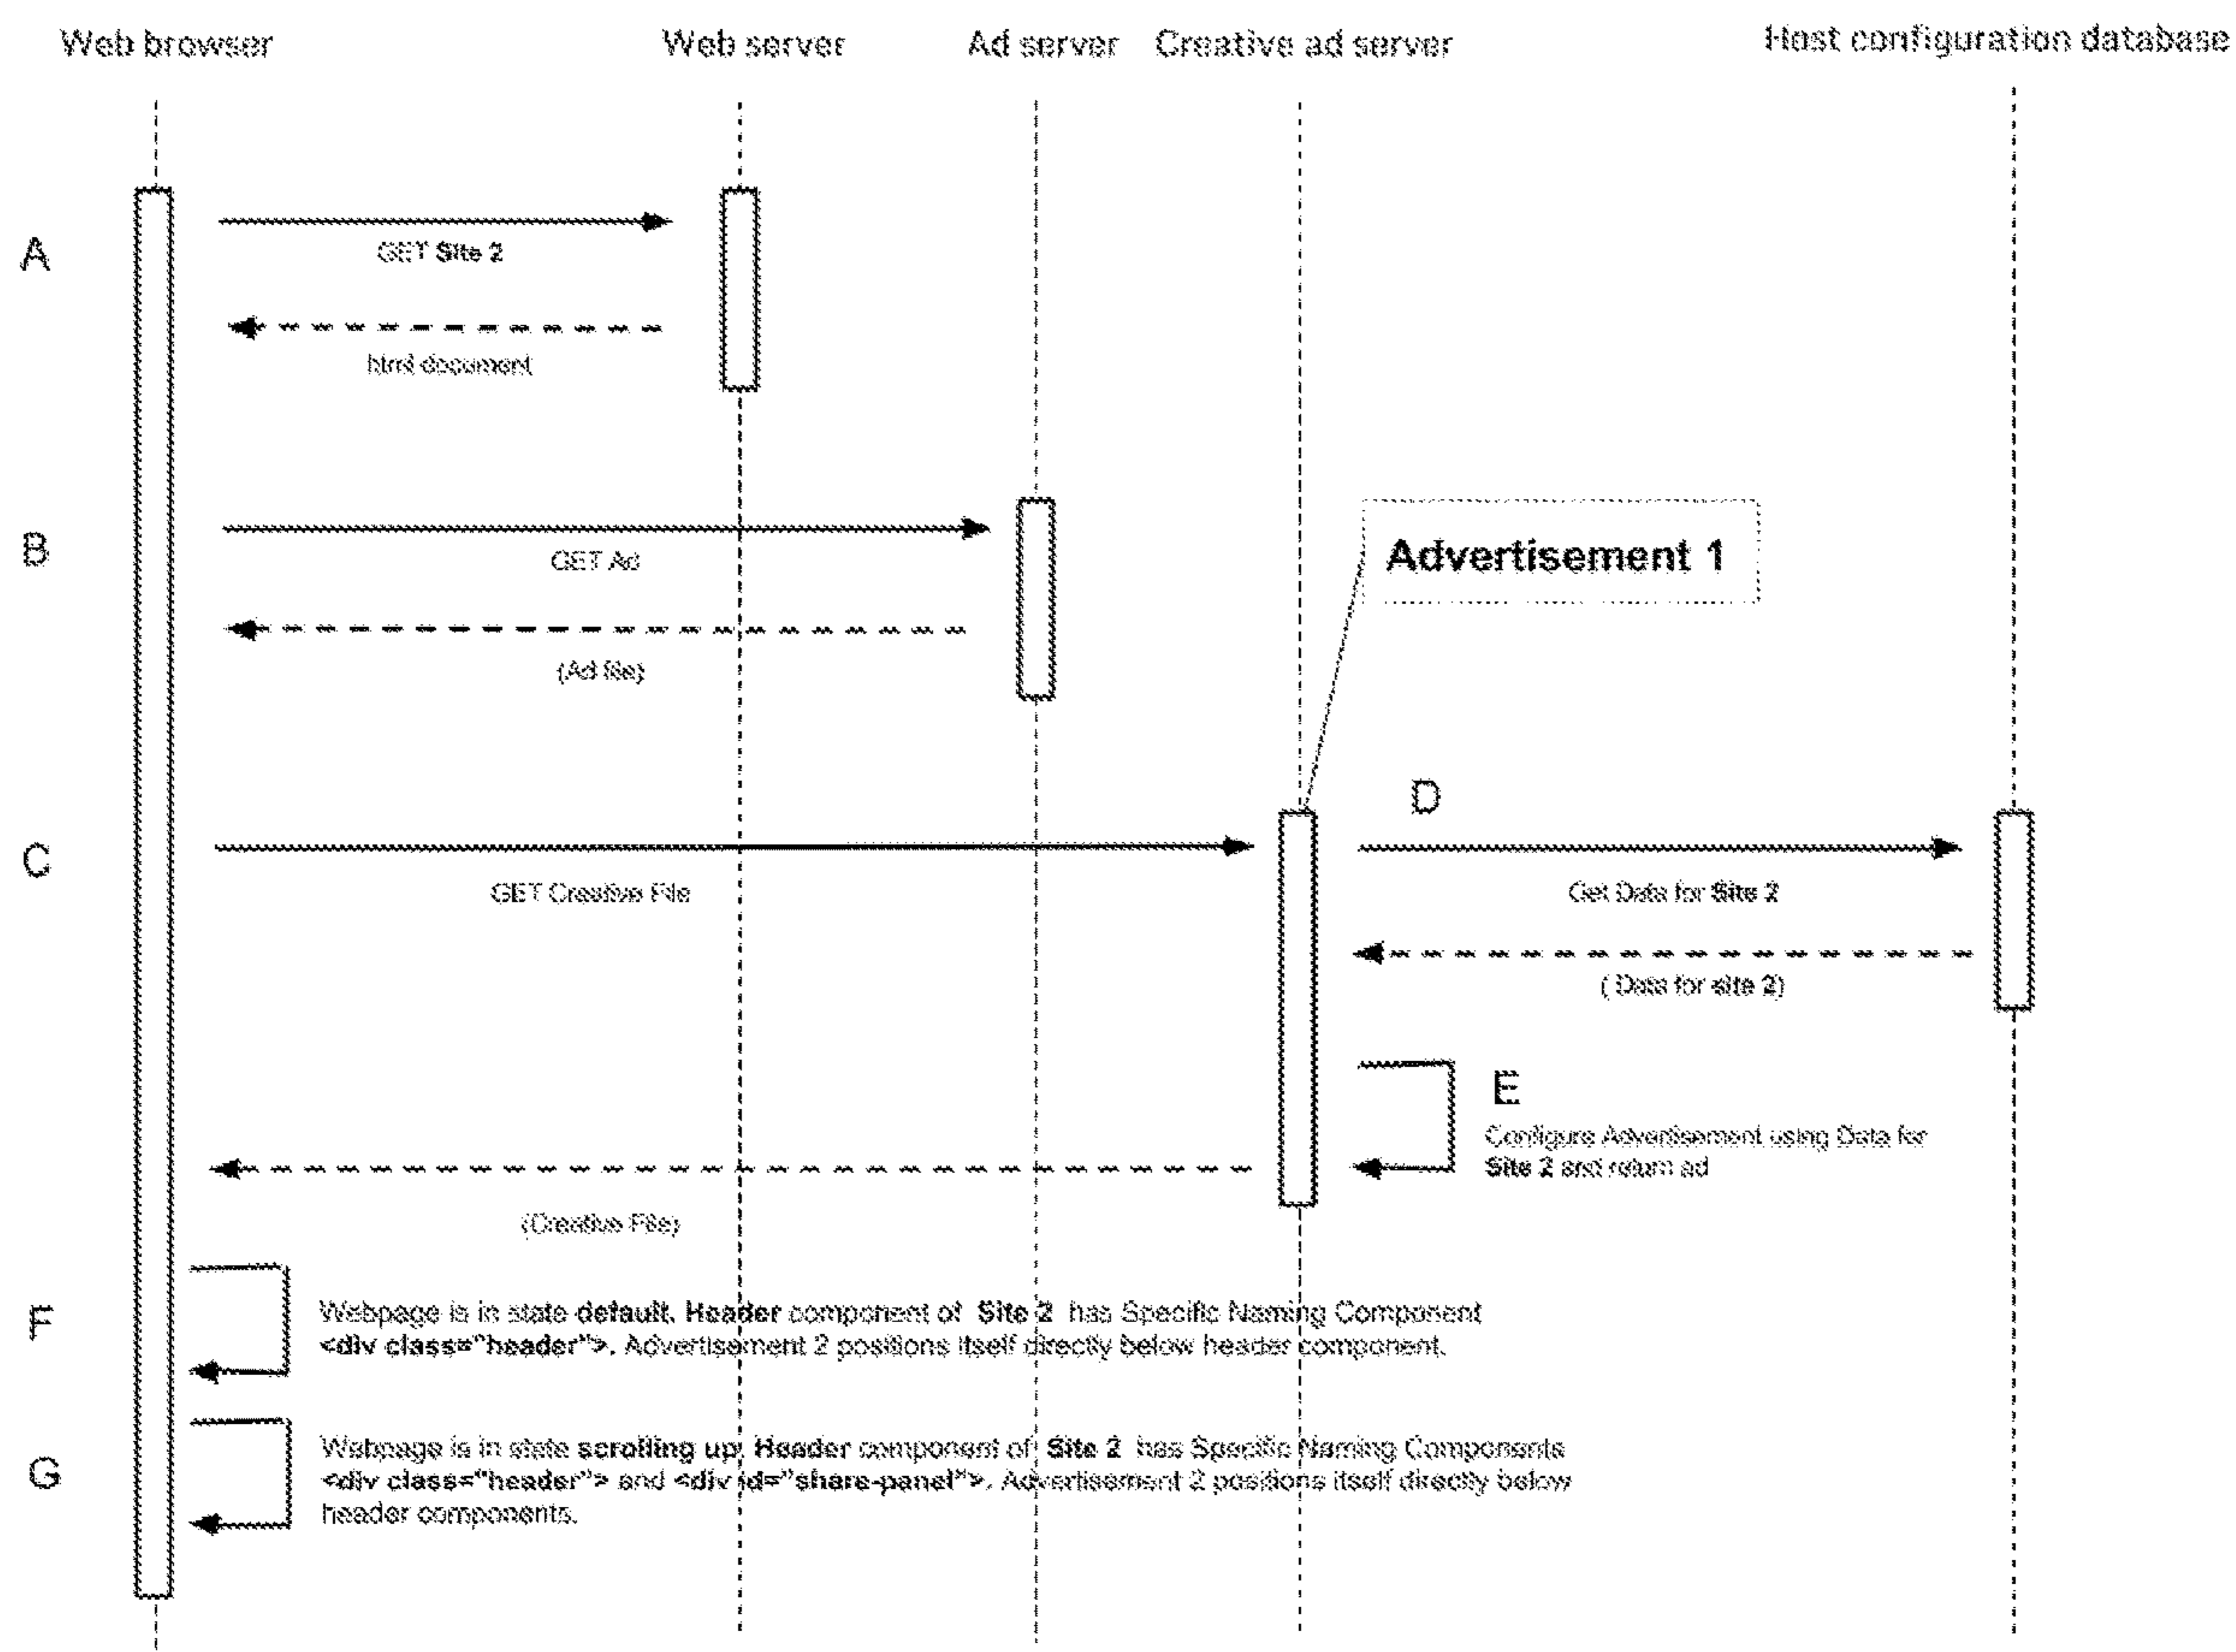 Web browser
Web server
Ad server
Creative ad server
Host configuration database
A
GET Site 2
html document
B
GET Ad
Advertisement 1
(Ad file)
D
C
GET Creative File
Get Data for Site 2
( Data for site 2)
E
Configure Advertisement using Data for
Site 2 and return ad
(Creative File)
F
Webpage is in state default. Header component of Site 2 has Specific Naming Component
<div class="header">. Advertisement 2 positions itself directly below header component.
G
Webpage is in state scrolling up. Header component of Site 2 has Specific Naming Components
<div class="header"> and <div id="share-panel">. Advertisement 2 positions itself directly below
header components.